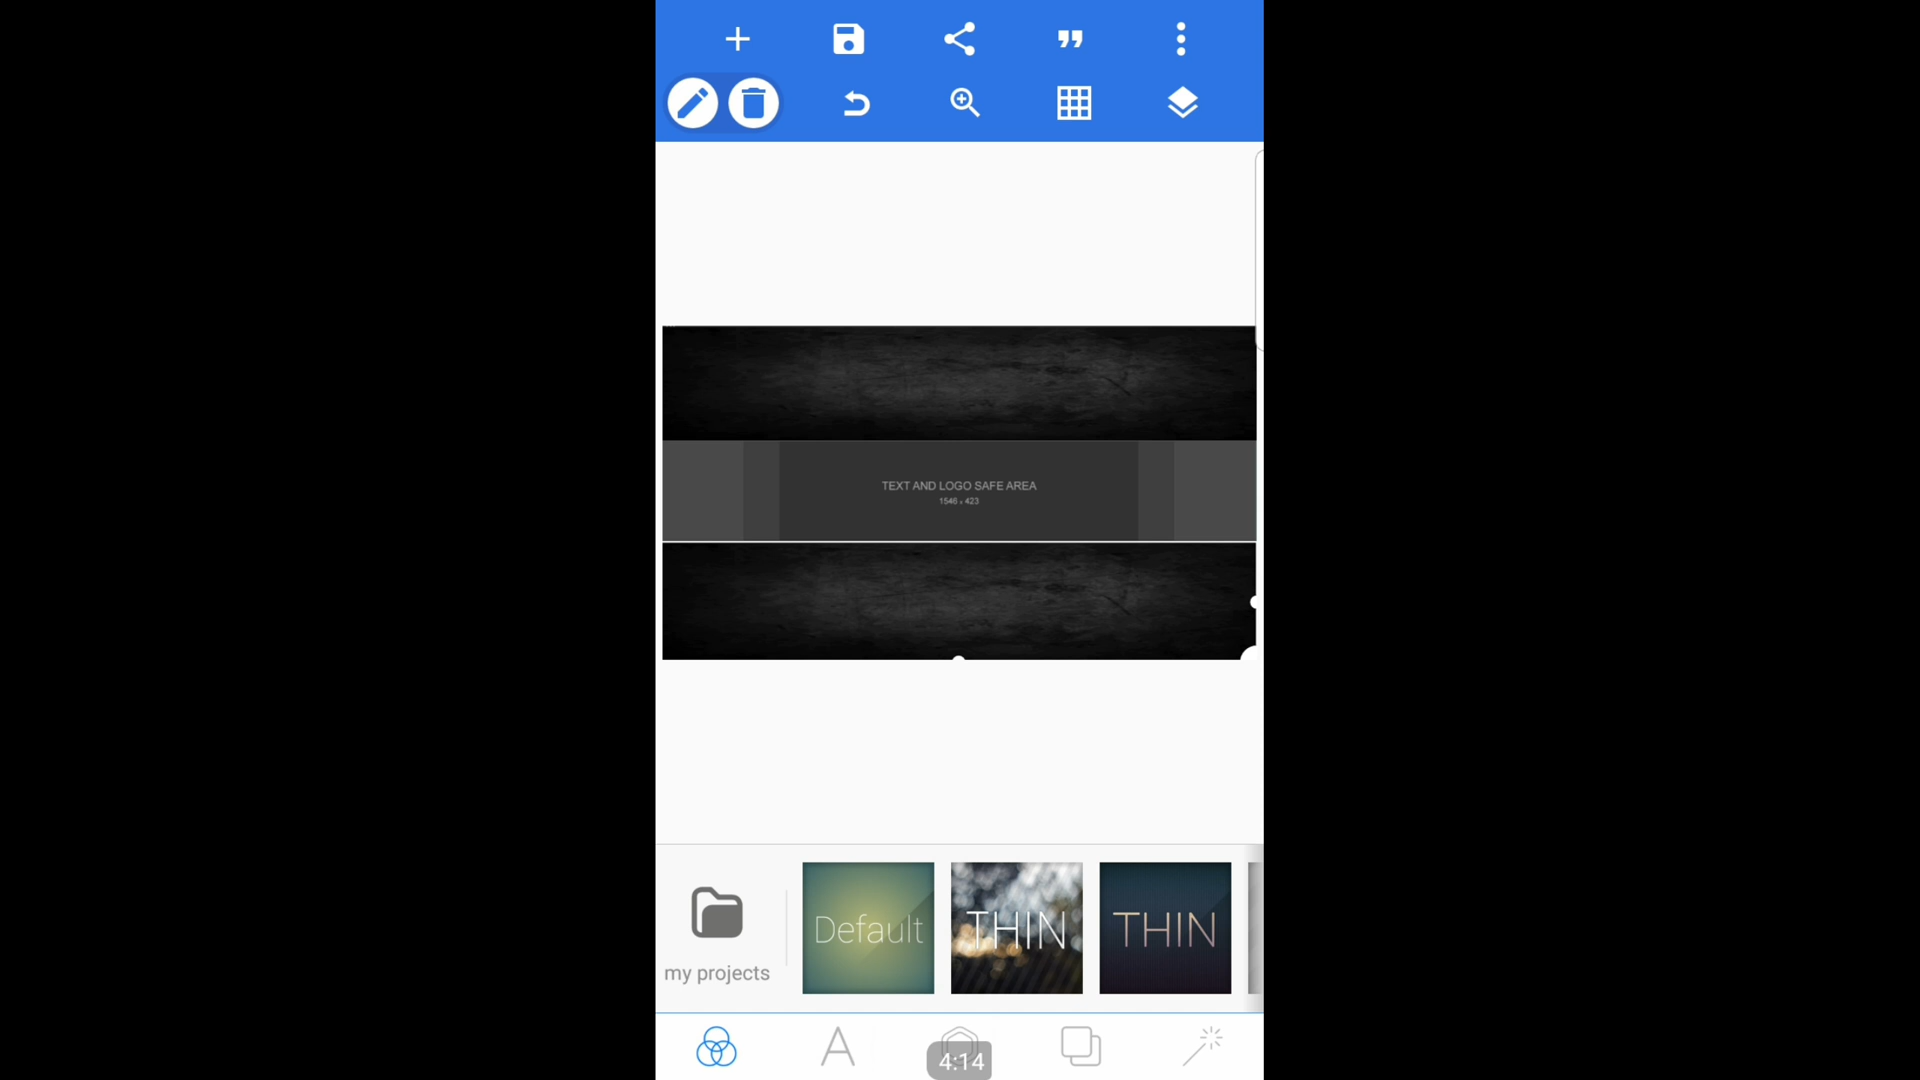 TEXT AND LOGO SAFE AREA
1546 x 423
my projects
Default
THIN
THIN
4:14